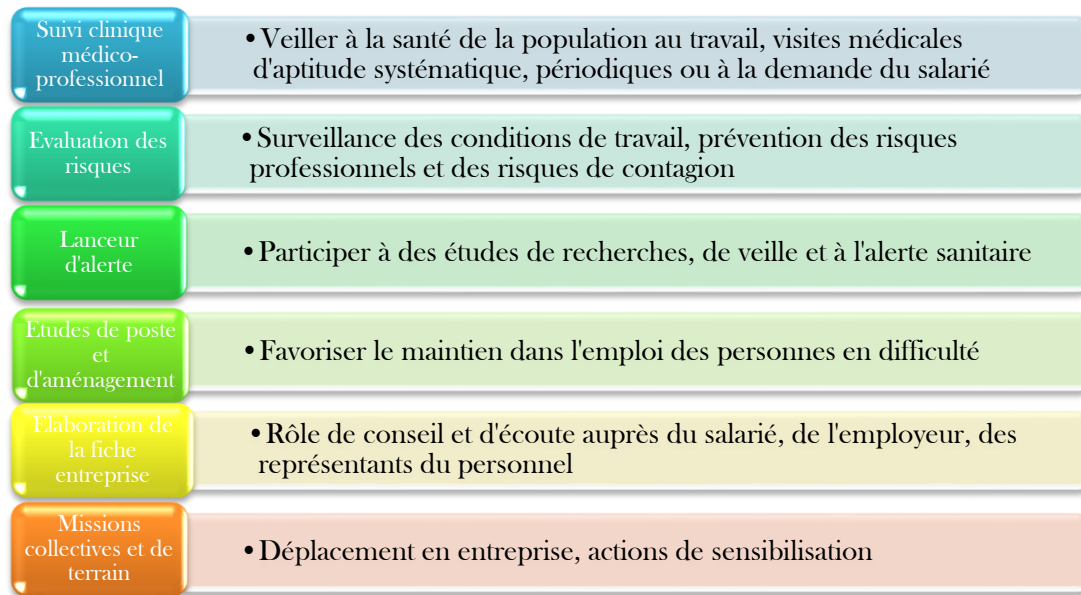 Suivi clinique
médico-
professionnel
• Veiller à la santé de la population au travail, visites médicales
d'aptitude systématique, périodiques ou à la demande du salarié
Evaluation des
risques
• Surveillance des conditions de travail, prévention des risques
professionnels et des risques de contagion
Lanceur
d'alerte
• Participer à des études de recherches, de veille et à l'alerte sanitaire
Etudes de poste
et
d'aménagement
• Favoriser le maintien dans l'emploi des personnes en difficulté
Elaboration de
la fiche
entreprise
• Rôle de conseil et d'écoute auprès du salarié, de l'employeur, des
représentants du personnel
Missions
collectives et de
terrain
• Déplacement en entreprise, actions de sensibilisation